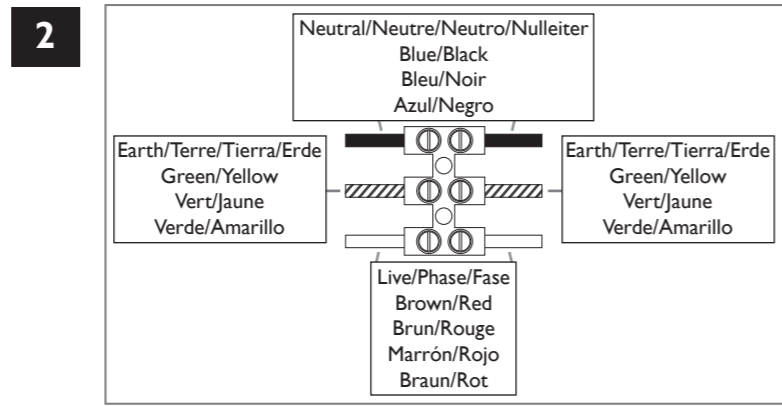 2
Neutral/Neutre/Neutro/Nulleiter
Blue/Black
Bleu/Noir
Azul/Negro
Earth/Terre/Tierra/Erde
Green/Yellow
Vert/Jaune
Verde/Amarillo
Earth/Terre/Tierra/Erde
Green/Yellow
Vert/Jaune
Verde/Amarillo
Live/Phase/Fase
Brown/Red
Brun/Rouge
Marrón/Rojo
Braun/Rot